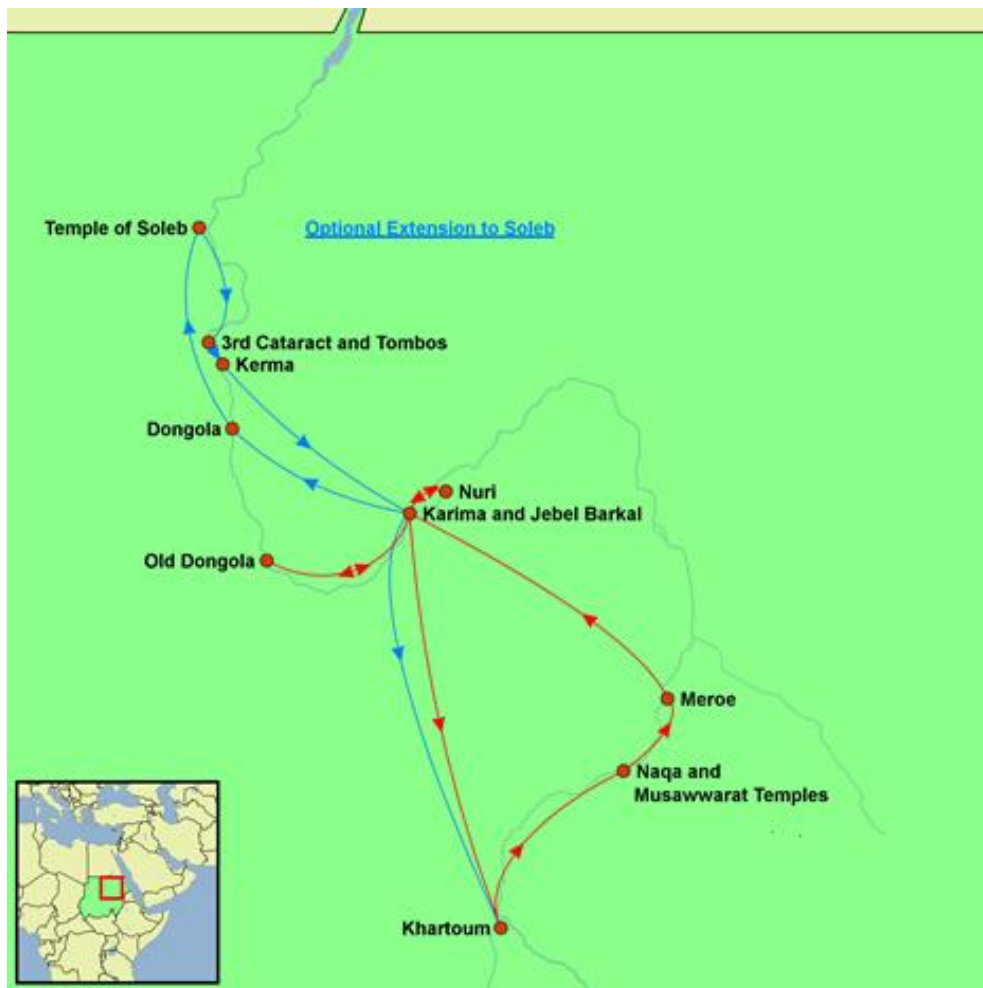 Temple of Soleb
Optional Extension to Soleb
3rd Cataract and Tombos
Kerma
Dongola
Nuri
Karima and Jebel Barkal
Old Dongola
Meroe
Naqa and
Musawwarat Temples
Khartoum